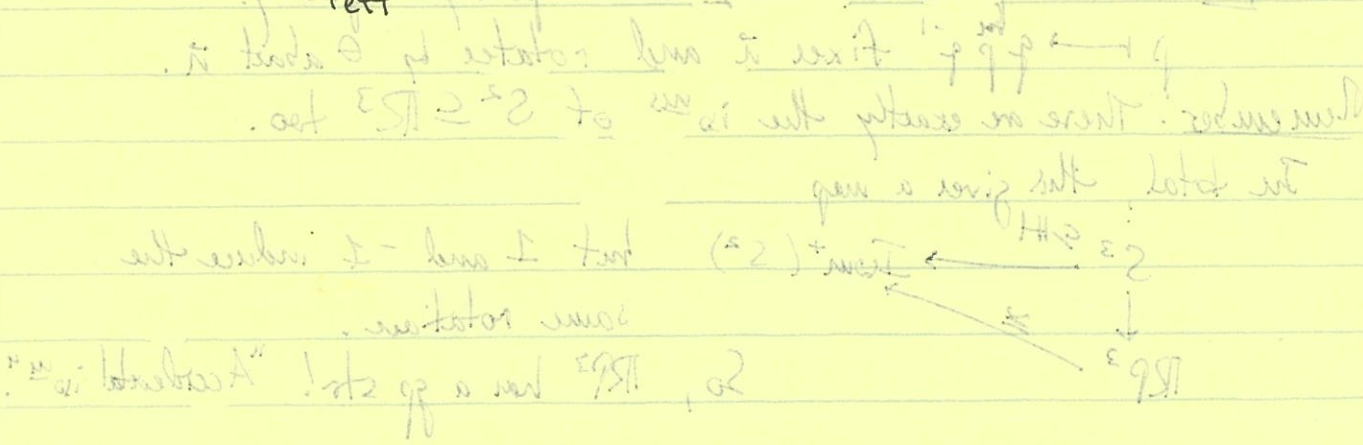 p ↦ q p q⁻¹ fixes û and rotates by θ about û.
Remember: These are exactly the isoᵐˢ of S² ⊆ ℝ³ too.
In total this gives a map
S³ → Isom⁺(S²) but 1 and -1 induce the
↓ ≅ same rotation.
ℝP³ So, ℝP³ has a gp str! "Accidental isoᵐ".